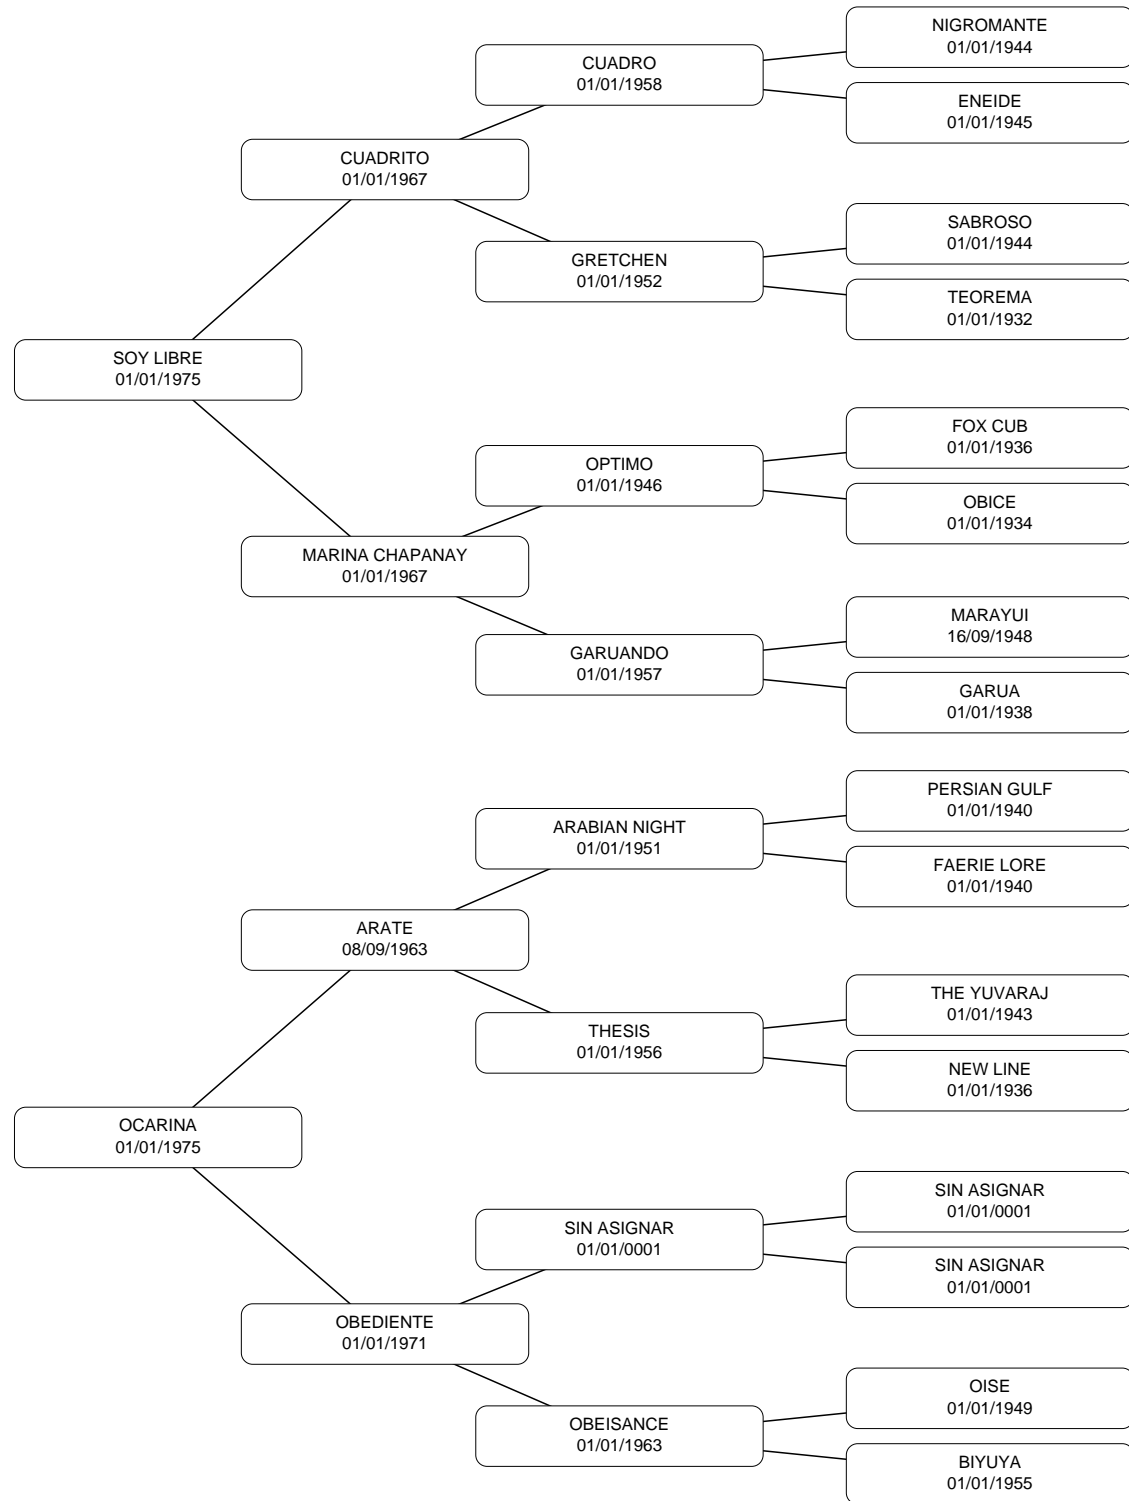 NIGROMANTE
01/01/1944
CUADRO
01/01/1958
ENEIDE
01/01/1945
CUADRITO
01/01/1967
SABROSO
01/01/1944
GRETCHEN
01/01/1952
TEOREMA
01/01/1932
SOY LIBRE
01/01/1975
FOX CUB
01/01/1936
OPTIMO
01/01/1946
OBICE
01/01/1934
MARINA CHAPANAY
01/01/1967
MARAYUI
16/09/1948
GARUANDO
01/01/1957
GARUA
01/01/1938
PERSIAN GULF
01/01/1940
ARABIAN NIGHT
01/01/1951
FAERIE LORE
01/01/1940
ARATE
08/09/1963
THE YUVARAJ
01/01/1943
THESIS
01/01/1956
NEW LINE
01/01/1936
OCARINA
01/01/1975
SIN ASIGNAR
01/01/0001
SIN ASIGNAR
01/01/0001
SIN ASIGNAR
01/01/0001
OBEDIENTE
01/01/1971
OISE
01/01/1949
OBEISANCE
01/01/1963
BIYUYA
01/01/1955